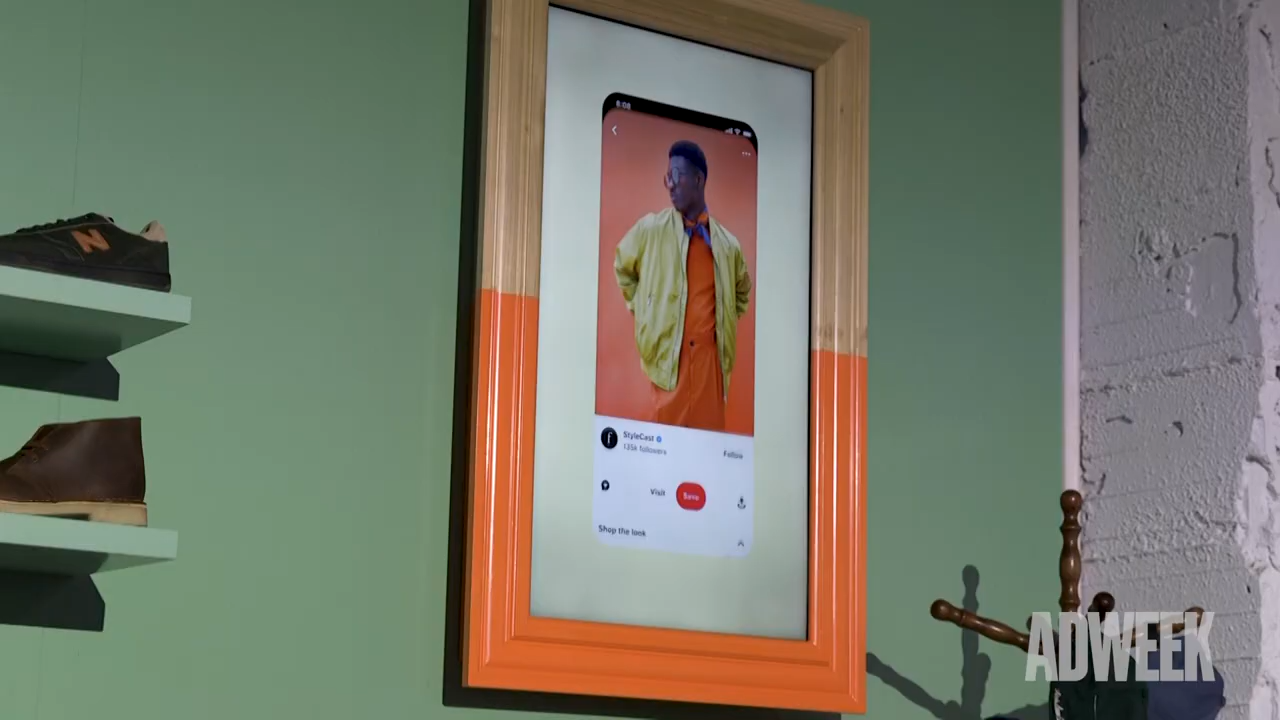 N
8:08
StyleCast
135k followers
Follow
Visit
Save
Shop the look
ADWEEK